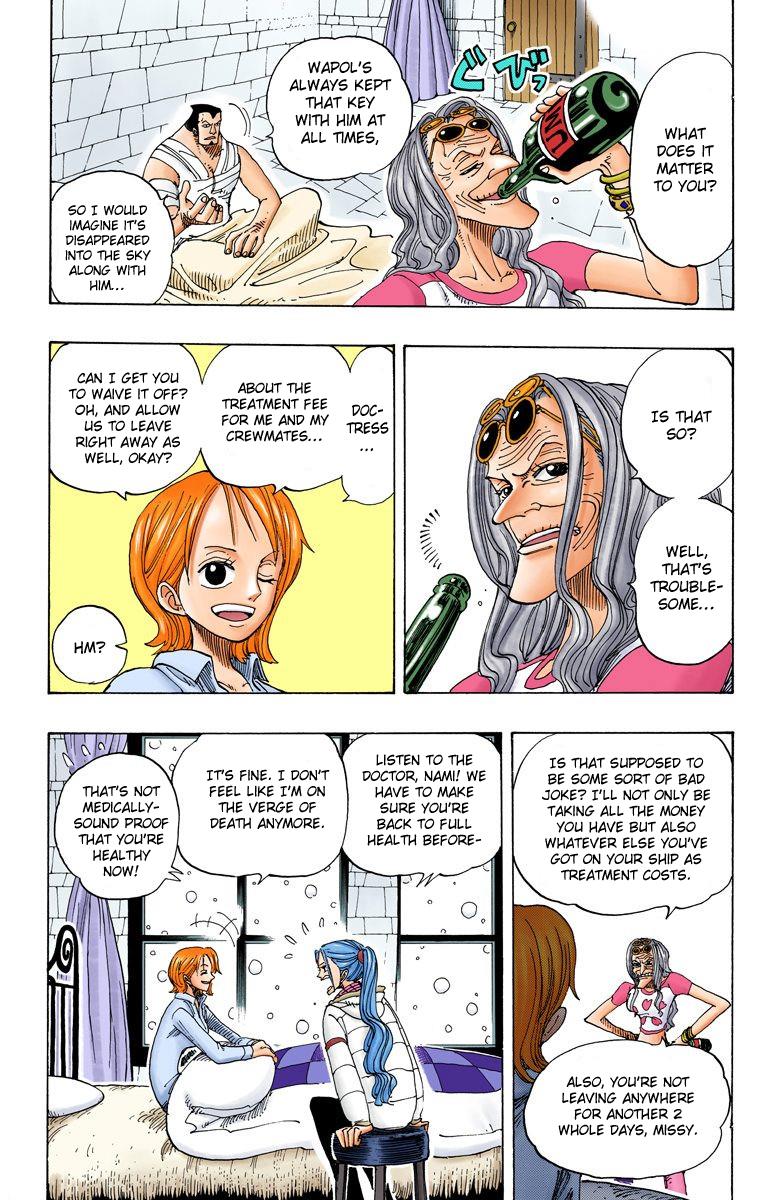 WHAT
DOES IT
MATTER
TO YOU?
WAPOL'S
ALWAYS KEPT
THAT KEY
WITH HIM AT
ALL TIMES,
SO I WOULD
IMAGINE IT'S
DISAPPEARED
INTO THE SKY
ALONG WITH
HIM...
ぐびっ
IS THAT
SO?
WELL,
THAT'S
TROUBLE-
SOME...
DOC-
TRESS
...
ABOUT THE
TREATMENT FEE
FOR ME AND MY
CREWMATES...
CAN I GET YOU
TO WAIVE IT OFF?
OH, AND ALLOW
US TO LEAVE
RIGHT AWAY AS
WELL, OKAY?
HM?
IS THAT SUPPOSED TO
BE SOME SORT OF BAD
JOKE? I'LL NOT ONLY BE
TAKING ALL THE MONEY
YOU HAVE BUT ALSO
WHATEVER ELSE YOU'VE
GOT ON YOUR SHIP AS
TREATMENT COSTS.
ALSO, YOU'RE NOT
LEAVING ANYWHERE
FOR ANOTHER 2
WHOLE DAYS, MISSY.
LISTEN TO THE
DOCTOR, NAMI! WE
HAVE TO MAKE
SURE YOU'RE
BACK TO FULL
HEALTH BEFORE-
IT'S FINE. I DON'T
FEEL LIKE I'M ON
THE VERGE OF
DEATH ANYMORE.
THAT'S NOT
MEDICALLY-
SOUND PROOF
THAT YOU'RE
HEALTHY
NOW!